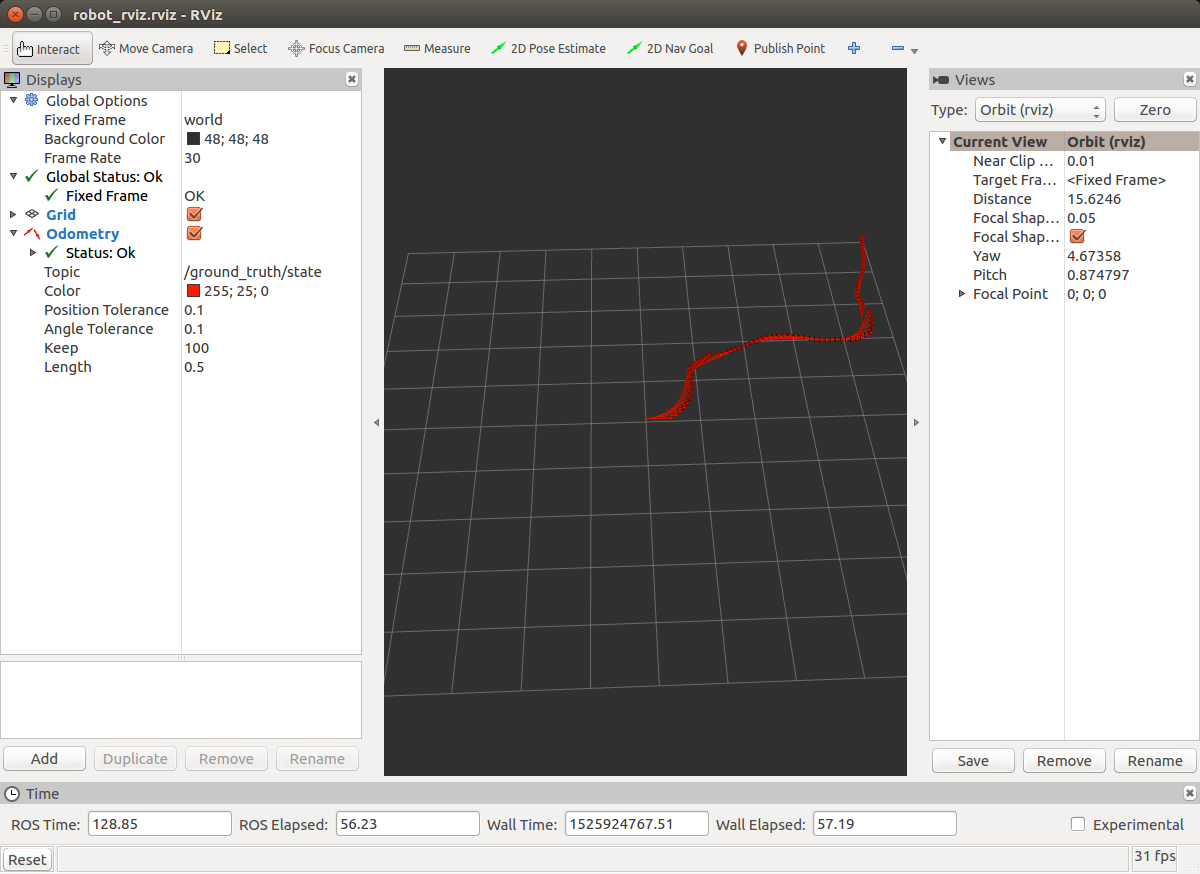 robot_rviz.rviz - RViz
Interact Move Camera Select Focus Camera Measure 2D Pose Estimate 2D Nav Goal Publish Point
Displays
Global Options
Fixed Frame world
Background Color 48; 48; 48
Frame Rate 30
Global Status: Ok
Fixed Frame OK
Grid
Odometry
Status: Ok
Topic /ground_truth/state
Color 255; 25; 0
Position Tolerance 0.1
Angle Tolerance 0.1
Keep 100
Length 0.5
Add Duplicate Remove Rename
Views
Type: Orbit (rviz) Zero
Current View Orbit (rviz)
Near Clip ... 0.01
Target Fra... <Fixed Frame>
Distance 15.6246
Focal Shap... 0.05
Focal Shap...
Yaw 4.67358
Pitch 0.874797
Focal Point 0; 0; 0
Save Remove Rename
Time
ROS Time: 128.85 ROS Elapsed: 56.23 Wall Time: 1525924767.51 Wall Elapsed: 57.19 Experimental
Reset 31 fps